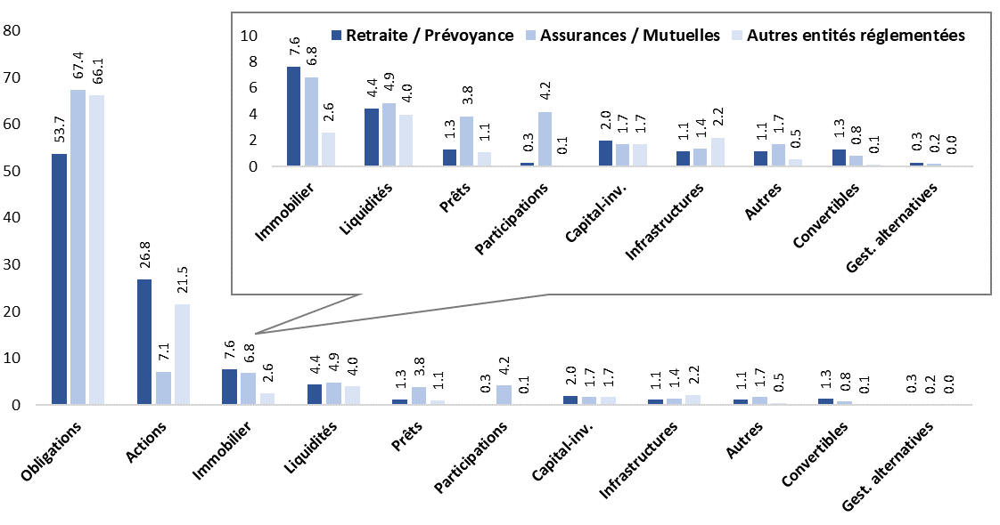 80
70
60
50
40
30
20
10
0
53.7 67.4 66.1
26.8 7.1 21.5
7.6 6.8 2.6
4.4 4.9 4.0
1.3 3.8 1.1
0.3 4.2 0.1
2.0 1.7 1.7
1.1 1.4 2.2
1.1 1.7 0.5
1.3 0.8 0.1
0.3 0.2 0.0
Obligations
Actions
Immobilier
Liquidités
Prêts
Participations
Capital-inv.
Infrastructures
Autres
Convertibles
Gest. alternatives
Retraite / Prévoyance Assurances / Mutuelles Autres entités réglementées
10
8
6
4
2
0
7.6 6.8 2.6
4.4 4.9 4.0
1.3 3.8 1.1
0.3 4.2 0.1
2.0 1.7 1.7
1.1 1.4 2.2
1.1 1.7 0.5
1.3 0.8 0.1
0.3 0.2 0.0
Immobilier
Liquidités
Prêts
Participations
Capital-inv.
Infrastructures
Autres
Convertibles
Gest. alternatives